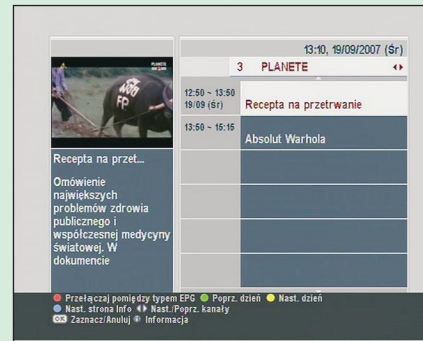 13:10, 19/09/2007 (Śr)
3 PLANETE
PLANETE
12:50 ~ 13:50
19/09 (Śr)
Recepta na przetrwanie
13:50 ~ 15:15
Absolut Warhola
Recepta na przet...
Omówienie
największych
problemów zdrowia
publicznego i
współczesnej medycyny
światowej. W
dokumencie
Przełączaj pomiędzy typem EPG Poprz. dzień Nast. dzień
Nast. strona Info Nast./Poprz. kanały
OK Zaznacz/Anuluj Informacja